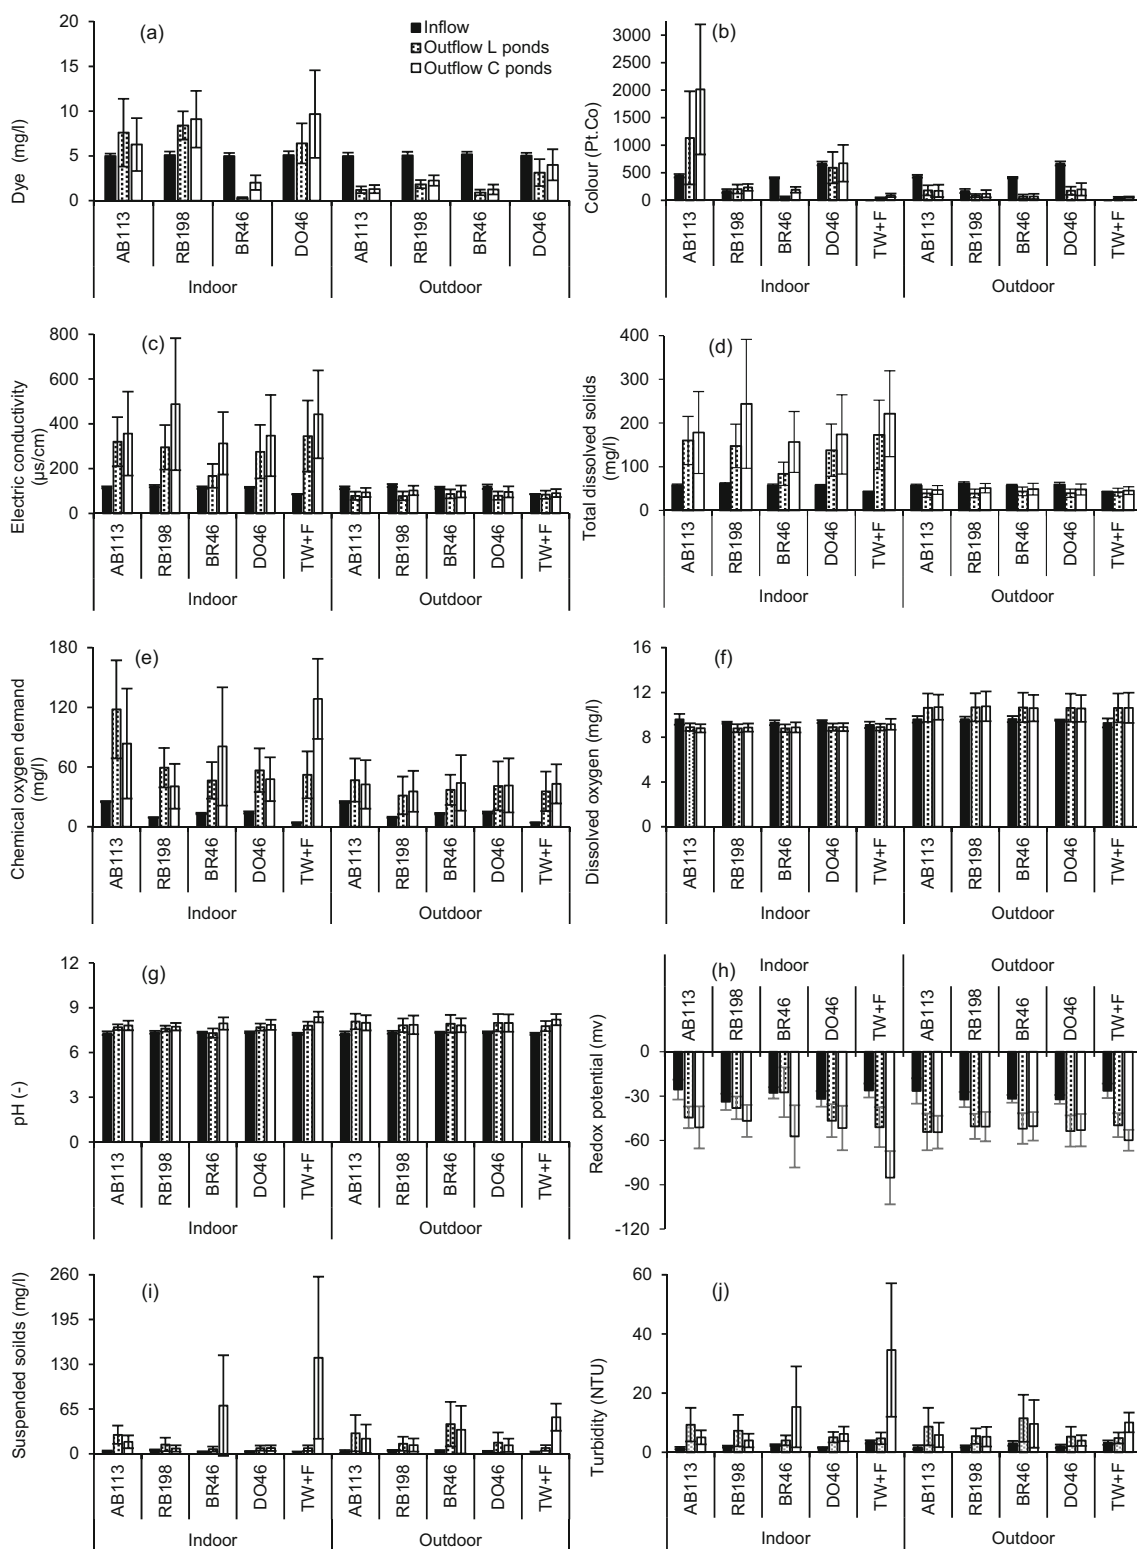 (a)
Inflow
Outflow L ponds
Outflow C ponds
20
15
10
5
0
Dye (mg/l)
AB113 RB198 BR46 DO46 AB113 RB198 BR46 DO46
Indoor Outdoor
(b)
3000
2500
2000
1500
1000
500
0
Colour (Pt.Co)
AB113 RB198 BR46 DO46 TW+F AB113 RB198 BR46 DO46 TW+F
Indoor Outdoor
(c)
800
600
400
200
0
Electric conductivity
(µs/cm)
AB113 RB198 BR46 DO46 TW+F AB113 RB198 BR46 DO46 TW+F
Indoor Outdoor
(d)
400
300
200
100
0
Total dissolved solids
(mg/l)
AB113 RB198 BR46 DO46 TW+F AB113 RB198 BR46 DO46 TW+F
Indoor Outdoor
(e)
180
120
60
0
Chemical oxygen demand
(mg/l)
AB113 RB198 BR46 DO46 TW+F AB113 RB198 BR46 DO46 TW+F
Indoor Outdoor
(f)
16
12
8
4
0
Dissolved oxygen (mg/l)
AB113 RB198 BR46 DO46 TW+F AB113 RB198 BR46 DO46 TW+F
Indoor Outdoor
(g)
12
9
6
3
0
pH (-)
AB113 RB198 BR46 DO46 TW+F AB113 RB198 BR46 DO46 TW+F
Indoor Outdoor
(h)
Indoor Outdoor
AB113 RB198 BR46 DO46 TW+F AB113 RB198 BR46 DO46 TW+F
0
-30
-60
-90
-120
Redox potential (mv)
(i)
260
195
130
65
0
Suspended soilds (mg/l)
AB113 RB198 BR46 DO46 TW+F AB113 RB198 BR46 DO46 TW+F
Indoor Outdoor
(j)
60
40
20
10
0
Turbidity (NTU)
AB113 RB198 BR46 DO46 TW+F AB113 RB198 BR46 DO46 TW+F
Indoor Outdoor